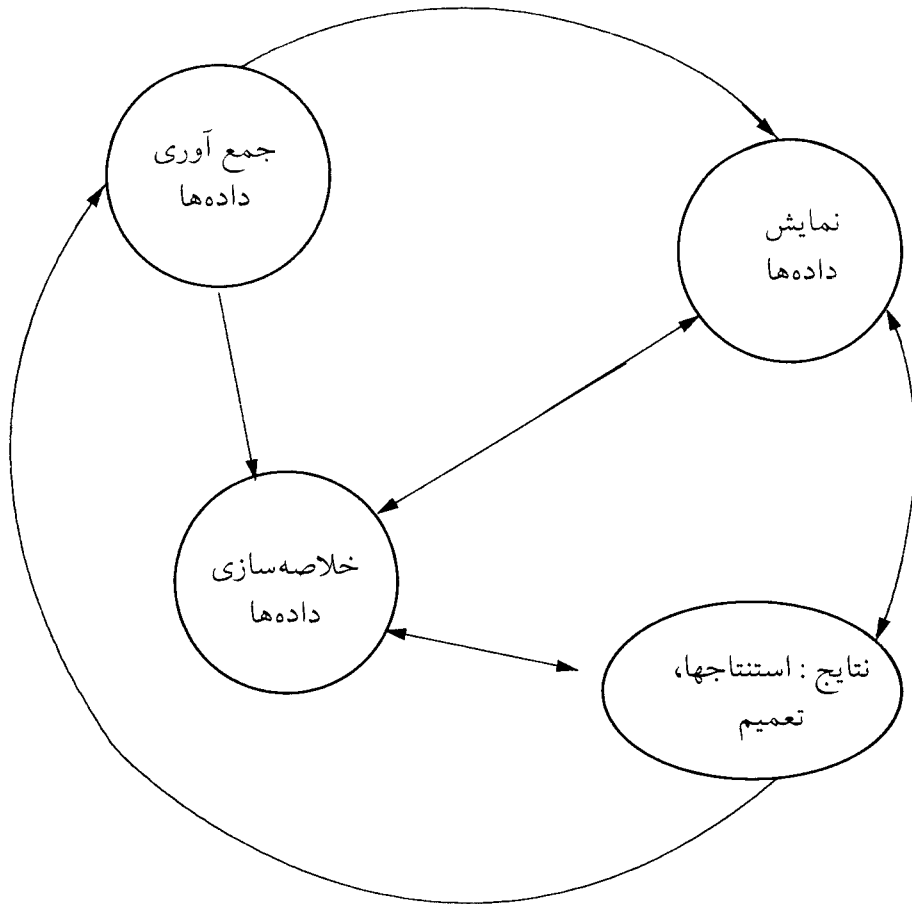 جمع آوری
داده‌ها
نمایش
داده‌ها
خلاصه‌سازی
داده‌ها
نتایج : استنتاجها،
تعمیم